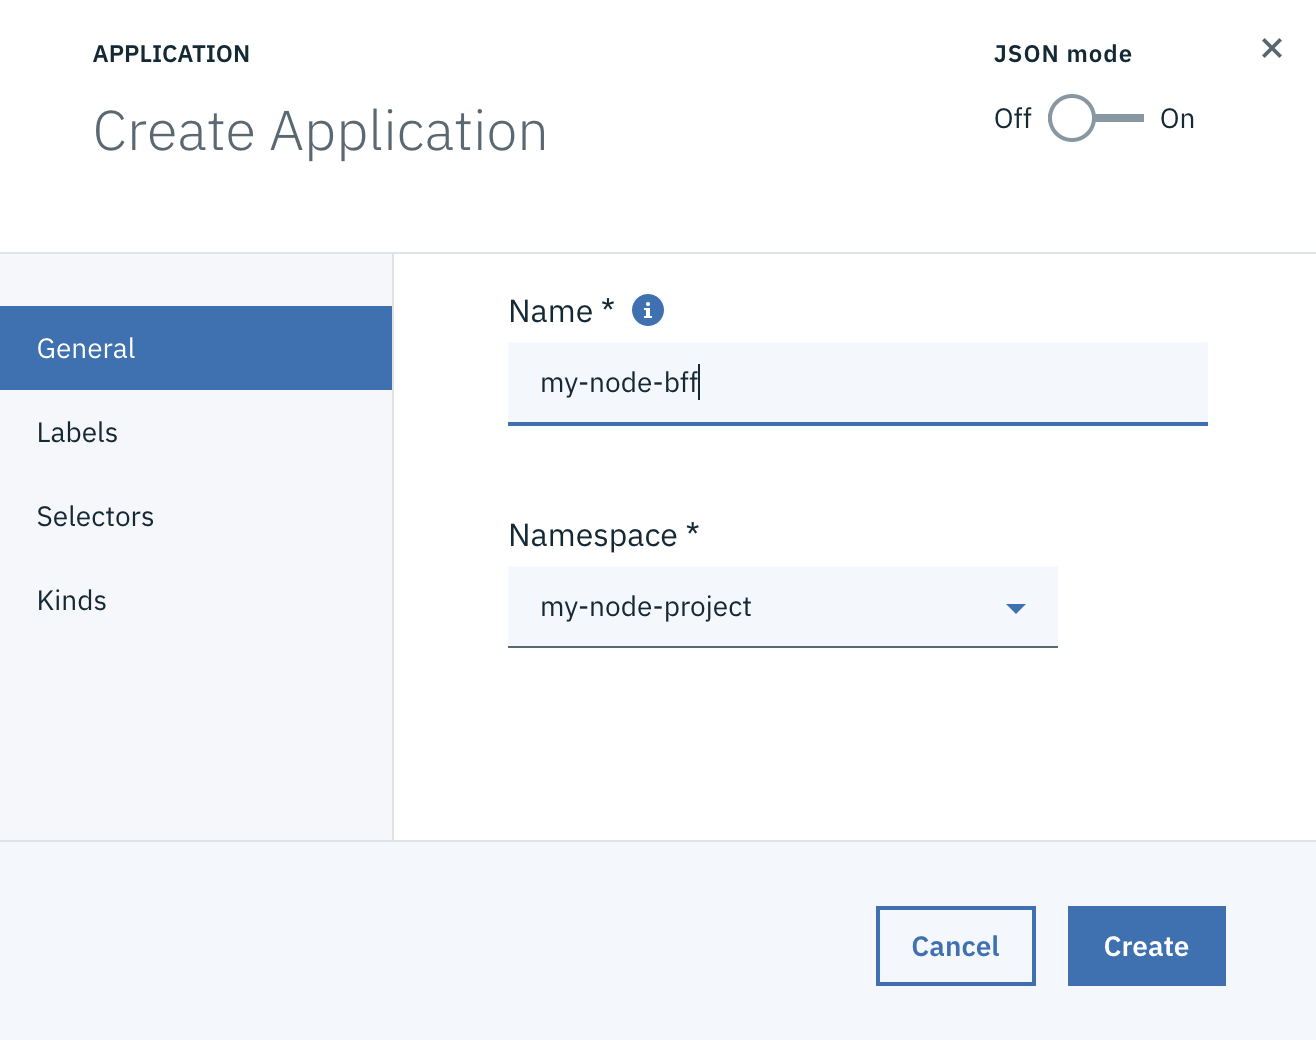 APPLICATION
Create Application
JSON mode
Off On
General
Labels
Selectors
Kinds
Name *
my-node-bff
Namespace *
my-node-project
Cancel
Create